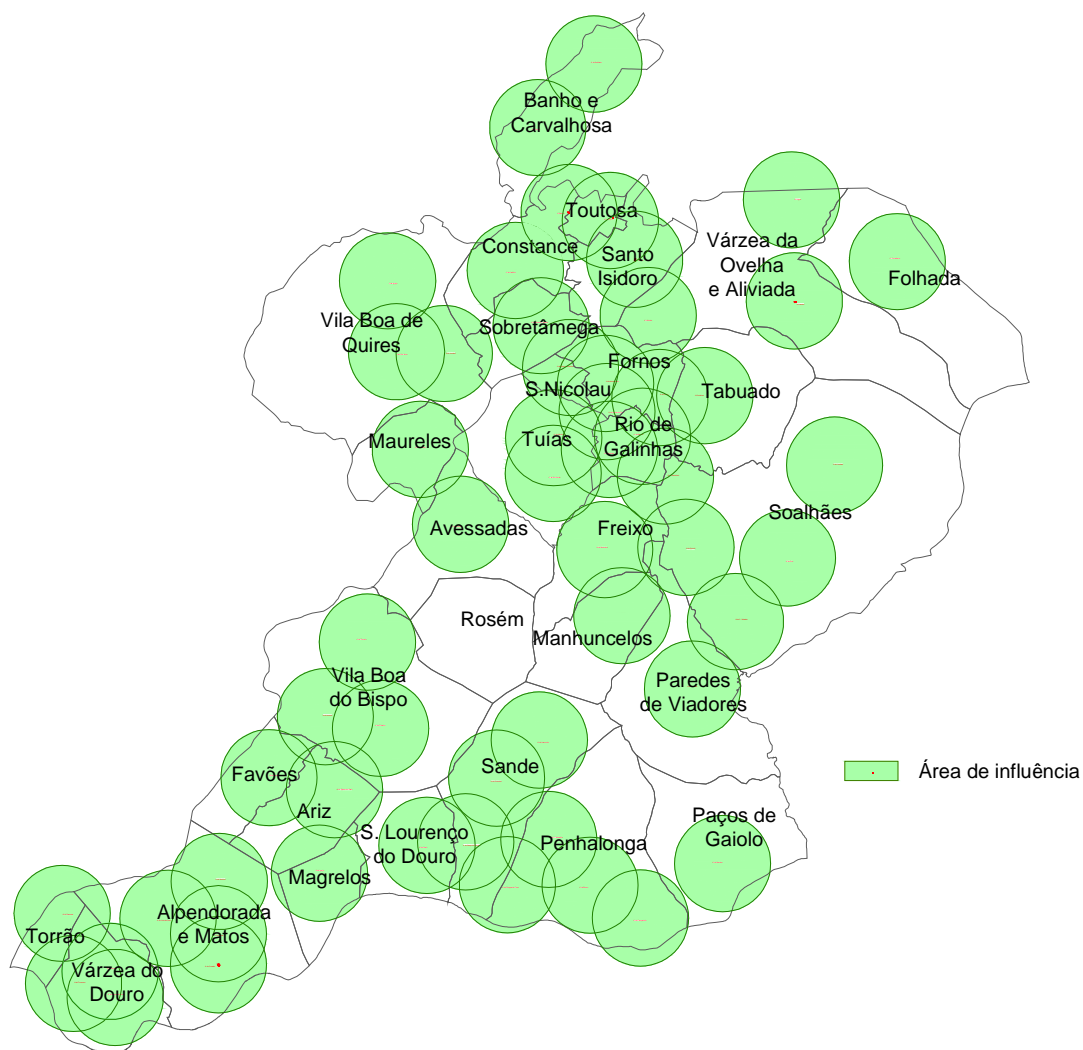 Banho e
Carvalhosa
Toutosa
Constance
Santo
Isidoro
Várzea da
Ovelha
e Aliviada
Folhada
Vila Boa de
Quires
Sobretâmega
Fornos
S.Nicolau
Tabuado
Maureles
Tuías
Rio de
Galinhas
Soalhães
Avessadas
Freixo
Rosém
Manhuncelos
Vila Boa
do Bispo
Paredes
de Viadores
Favões
Sande
Área de influência
Ariz
Paços de
Gaiolo
S. Lourenço
do Douro
Penhalonga
Magrelos
Alpendorada
e Matos
Torrão
Várzea do
Douro